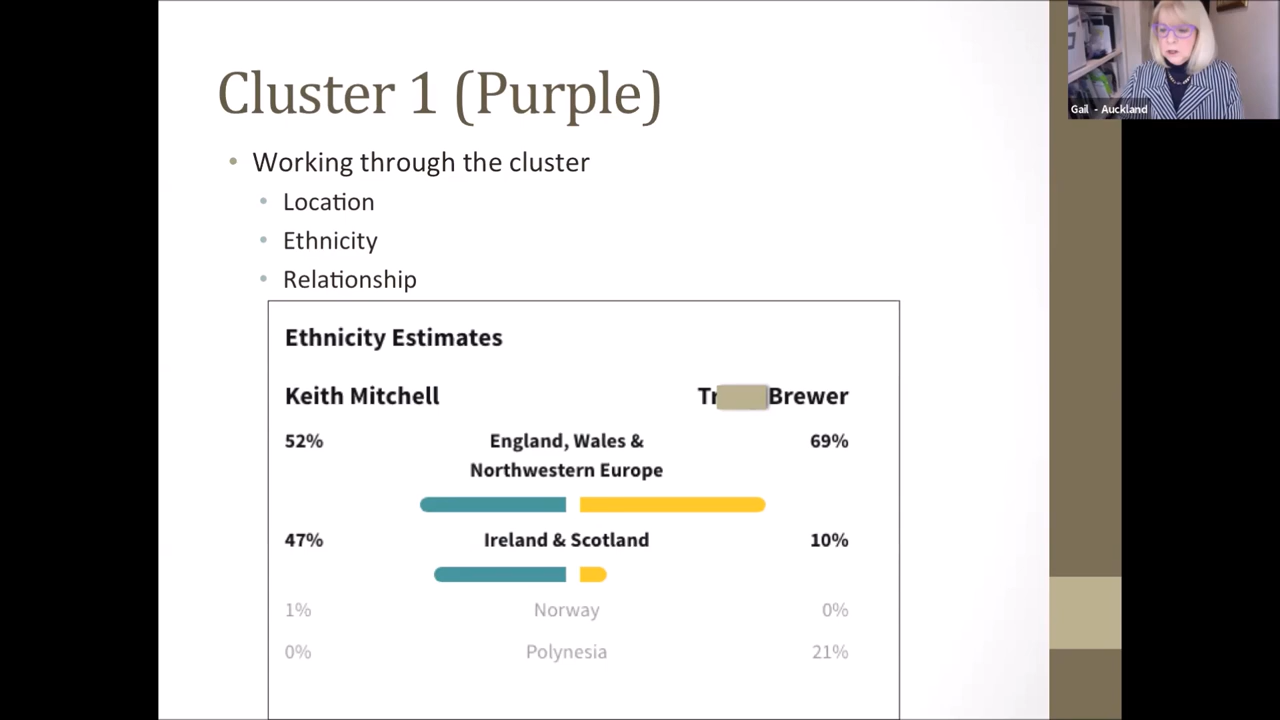 Cluster 1 (Purple)
Working through the cluster
Location
Ethnicity
Relationship
Ethnicity Estimates
Keith Mitchell Tr Brewer
52% England, Wales & 69%
Northwestern Europe
47% Ireland & Scotland 10%
1% Norway 0%
0% Polynesia 21%
Gail - Auckland